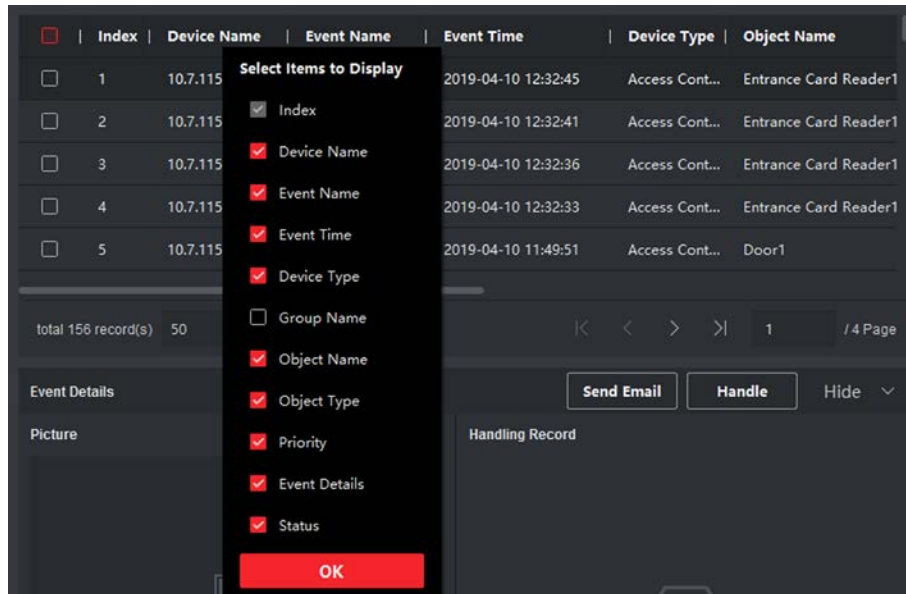 Index | Device Name | Event Name | Event Time | Device Type | Object Name
Select Items to Display
1 10.7.115 2019-04-10 12:32:45 Access Cont... Entrance Card Reader1
Index
2 10.7.115 2019-04-10 12:32:41 Access Cont... Entrance Card Reader1
Device Name
3 10.7.115 2019-04-10 12:32:36 Access Cont... Entrance Card Reader1
Event Name
4 10.7.115 2019-04-10 12:32:33 Access Cont... Entrance Card Reader1
Event Time
5 10.7.115 2019-04-10 11:49:51 Access Cont... Door1
Device Type
Group Name
total 156 record(s) 50 1 / 4 Page
Object Name
Event Details Send Email Handle Hide
Object Type
Picture Handling Record
Priority
Event Details
Status
OK